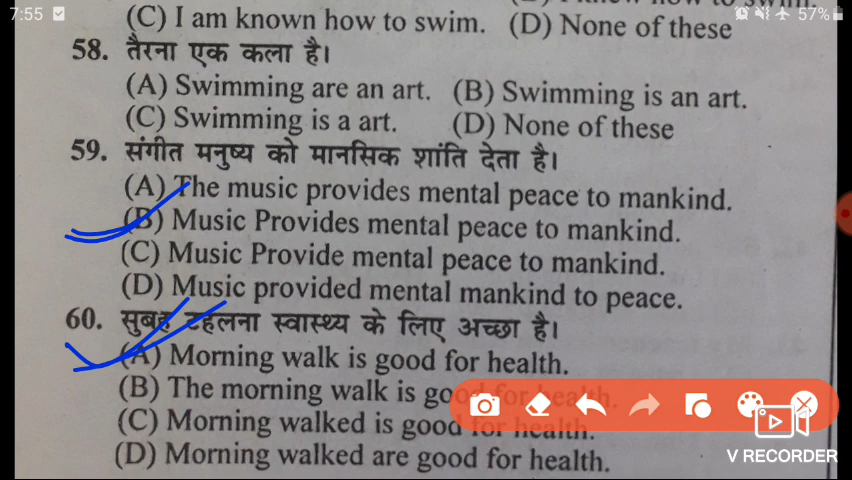 7:55
57%
(C) I am known how to swim. (D) None of these
58. तैरना एक कला है।
(A) Swimming are an art. (B) Swimming is an art.
(C) Swimming is a art. (D) None of these
59. संगीत मनुष्य को मानसिक शांति देता है।
(A) The music provides mental peace to mankind.
(B) Music Provides mental peace to mankind.
(C) Music Provide mental peace to mankind.
(D) Music provided mental mankind to peace.
60. सुबह टहलना स्वास्थ्य के लिए अच्छा है।
(A) Morning walk is good for health.
(B) The morning walk is good for health.
(C) Morning walked is good for health.
(D) Morning walked are good for health.
V RECORDER